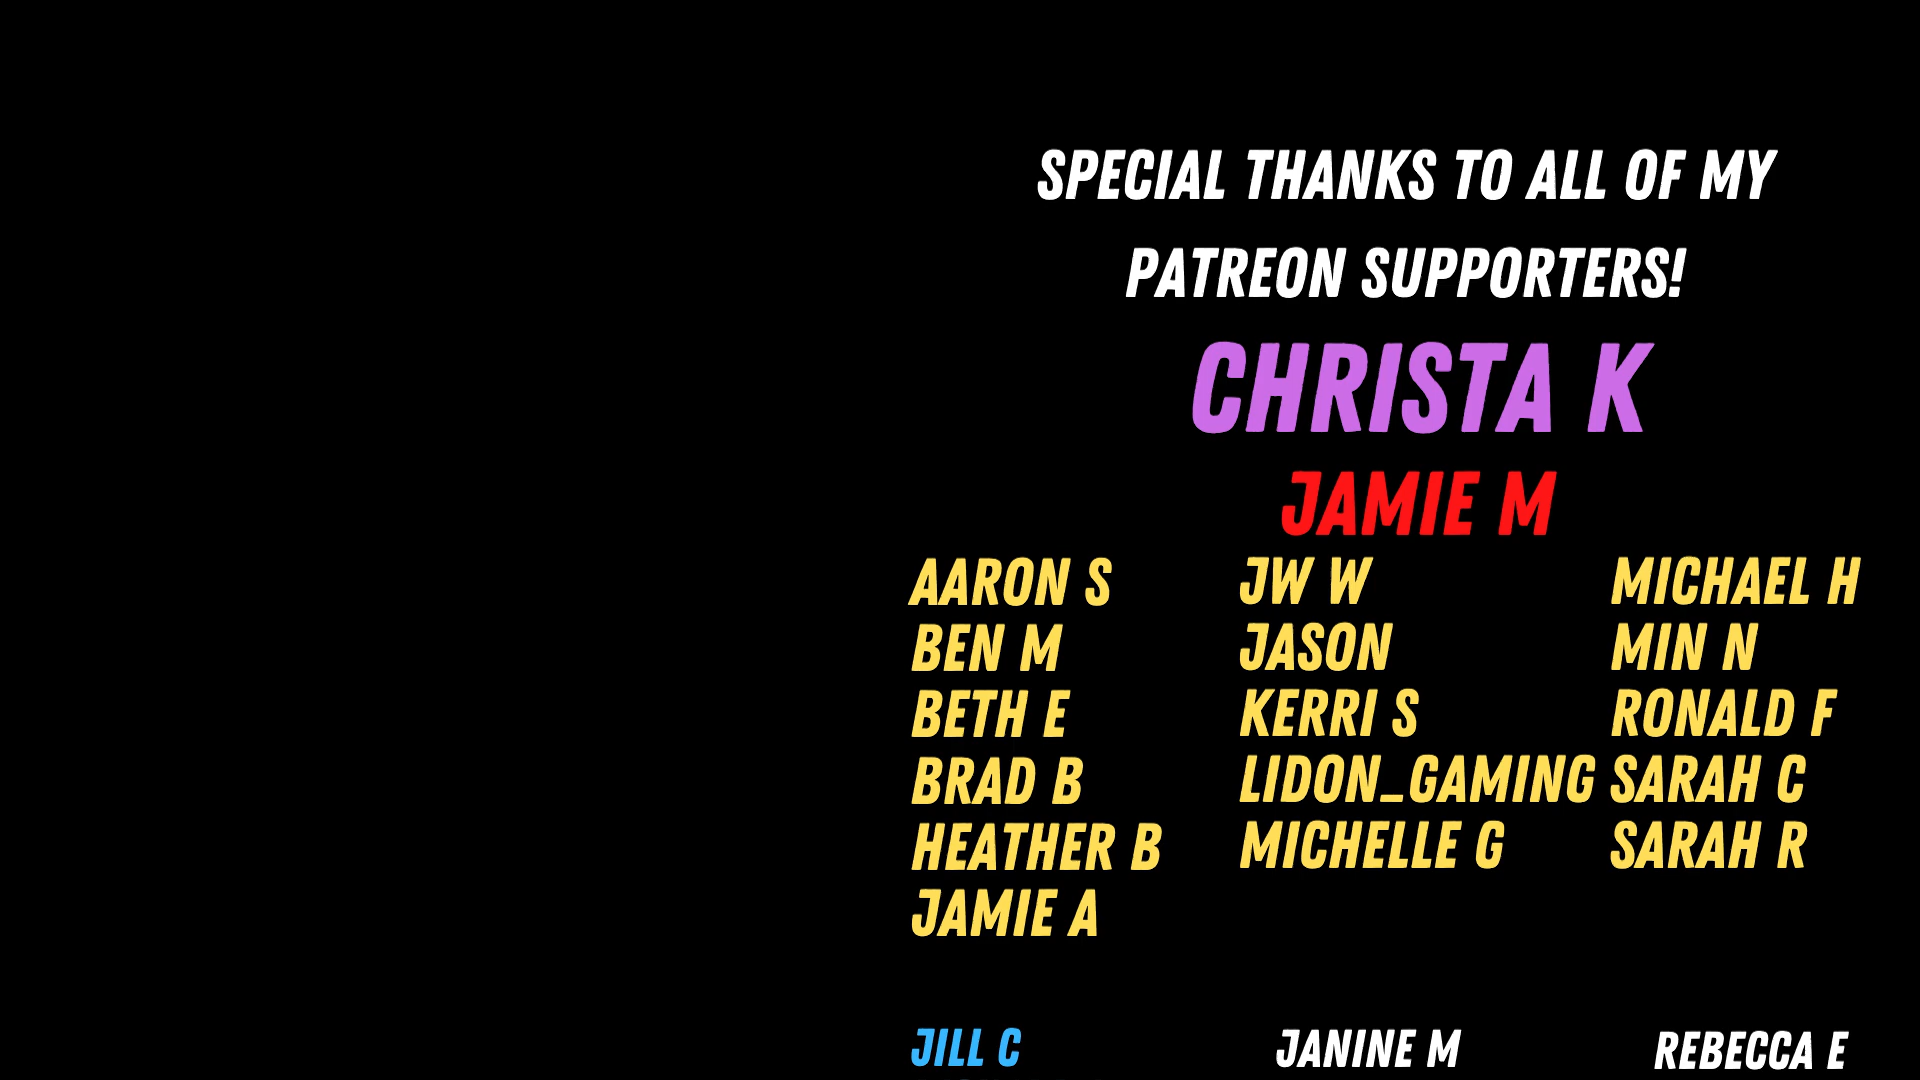 SPECIAL THANKS TO ALL OF MY
PATREON SUPPORTERS!
CHRISTA K
JAMIE M
AARON S
BEN M
BETH E
BRAD B
HEATHER B
JAMIE A
JW W
JASON
KERRI S
LIDON_GAMING
MICHELLE G
MICHAEL H
MIN N
RONALD F
SARAH C
SARAH R
JILL C
JANINE M
REBECCA E